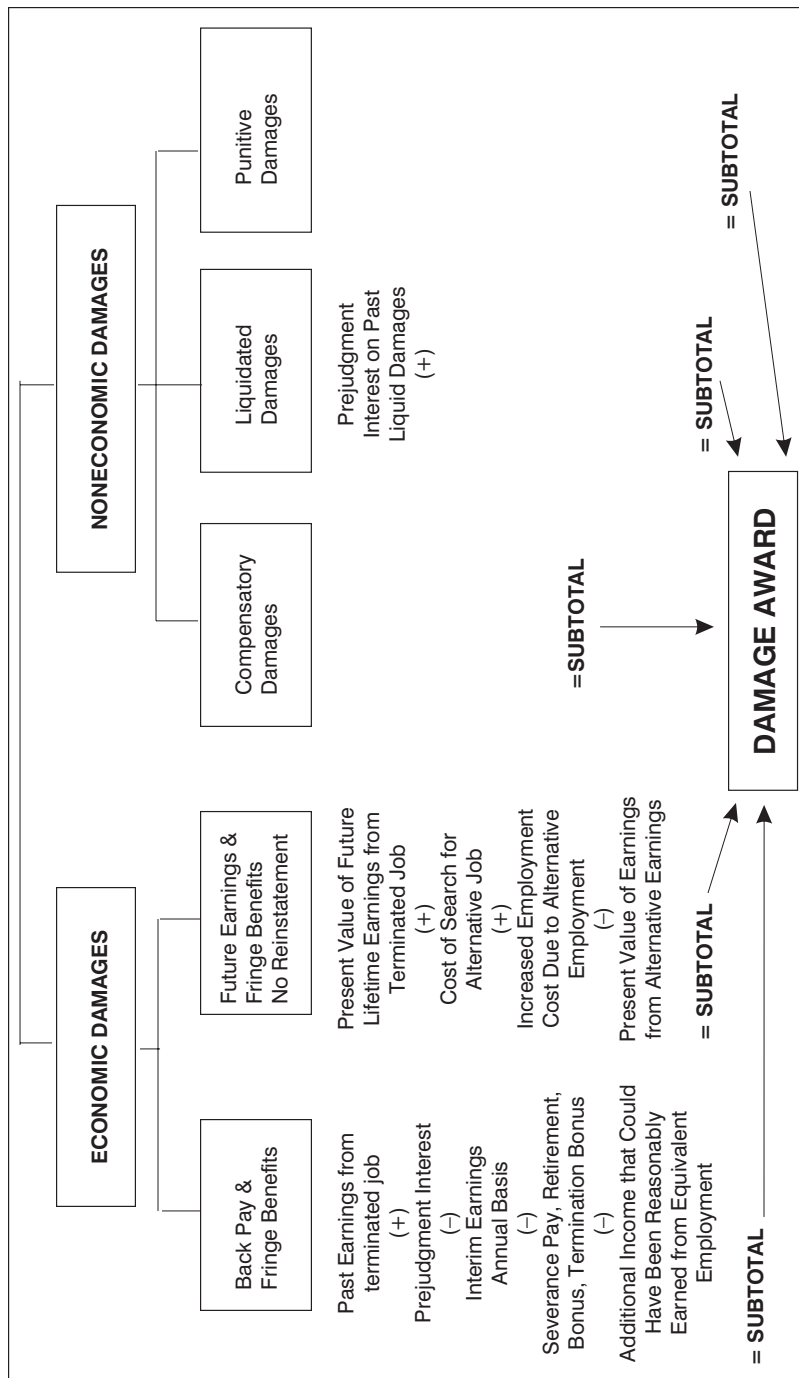 ECONOMIC DAMAGES
NONECONOMIC DAMAGES
Back Pay &
Fringe Benefits
Future Earnings &
Fringe Benefits
No Reinstatement
Compensatory
Damages
Liquidated
Damages
Punitive
Damages
Past Earnings from
terminated job
(+)
Prejudgment Interest
(–)
Interim Earnings
Annual Basis
(–)
Severance Pay, Retirement,
Bonus, Termination Bonus
(–)
Additional Income that Could
Have Been Reasonably
Earned from Equivalent
Employment
= SUBTOTAL
Present Value of Future
Lifetime Earnings from
Terminated Job
(+)
Cost of Search for
Alternative Job
(+)
Increased Employment
Cost Due to Alternative
Employment
(–)
Present Value of Earnings
from Alternative Earnings
= SUBTOTAL
=SUBTOTAL
Prejudgment
Interest on Past
Liquid Damages
(+)
= SUBTOTAL
= SUBTOTAL
DAMAGE AWARD